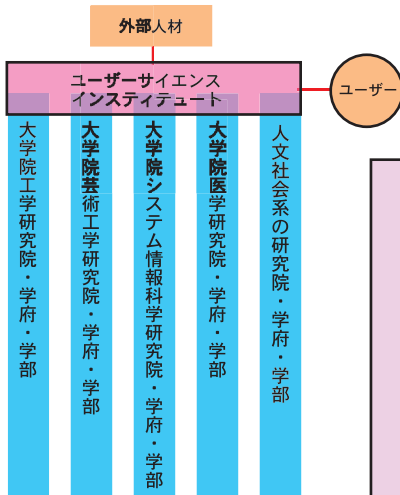 外部人材
ユーザーサイエンス
インスティテュート
ユーザー
大学院工学研究院・学府・学部
大学院芸術工学研究院・学府・学部
大学院システム情報科学研究院・学府・学部
大学院医学研究院・学府・学部
人文社会系の研究院・学府・学部